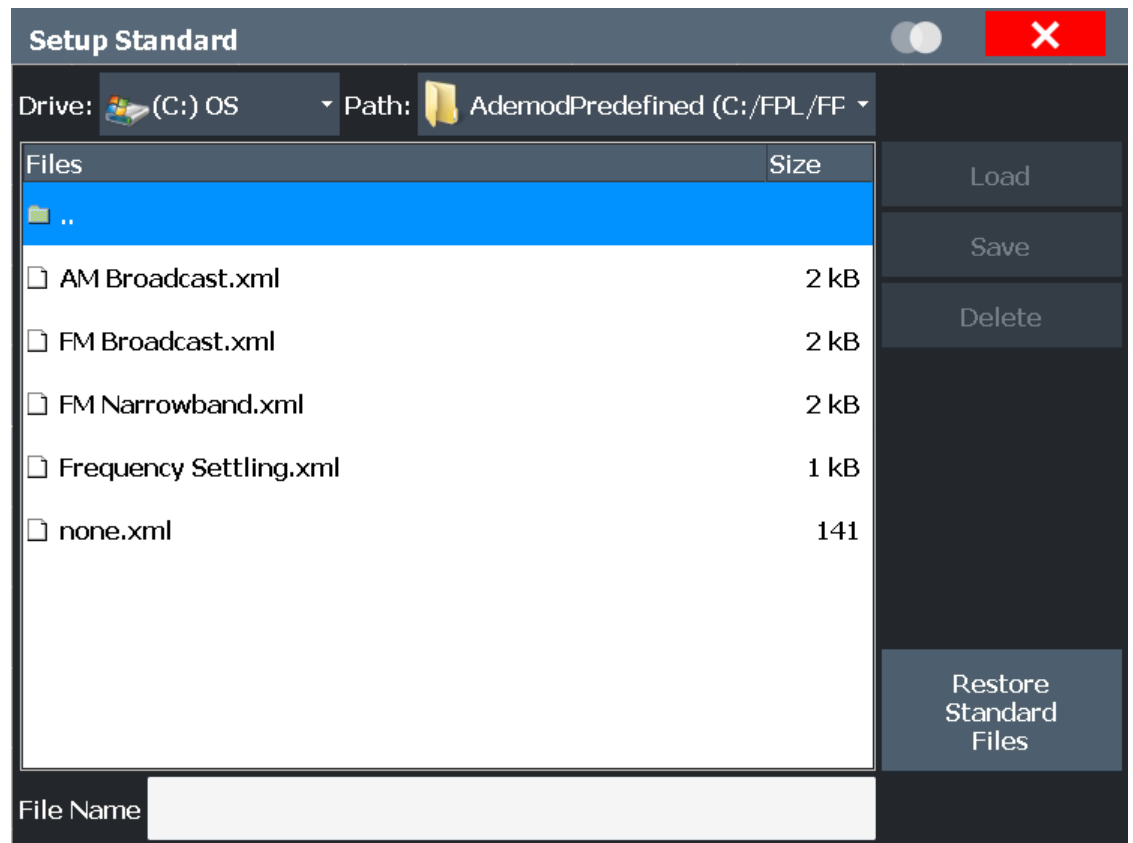 Setup Standard
Drive: (C:) OS Path: AdemodPredefined (C:/FPL/FF
Files Size
Load
..
Save
AM Broadcast.xml 2 kB
Delete
FM Broadcast.xml 2 kB
FM Narrowband.xml 2 kB
Frequency Settling.xml 1 kB
none.xml 141
Restore
Standard
Files
File Name